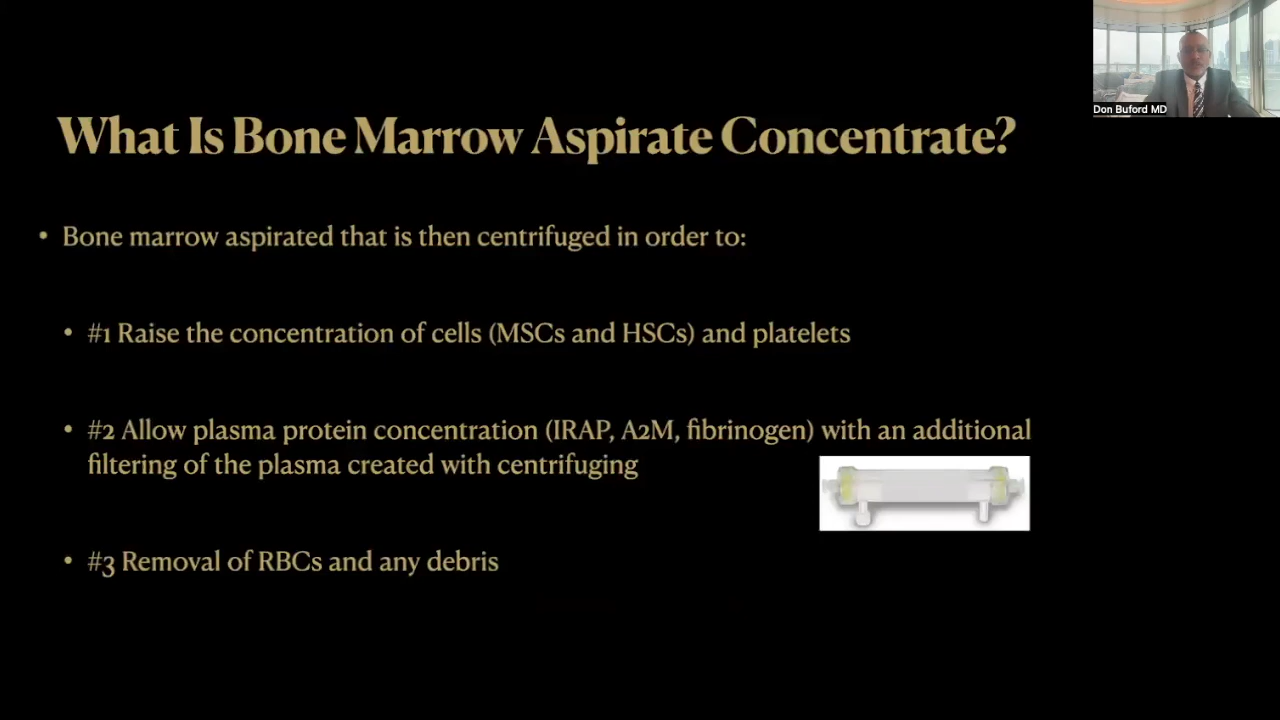 Don Buford MD
What Is Bone Marrow Aspirate Concentrate?
• Bone marrow aspirated that is then centrifuged in order to:
• #1 Raise the concentration of cells (MSCs and HSCs) and platelets
• #2 Allow plasma protein concentration (IRAP, A2M, fibrinogen) with an additional
filtering of the plasma created with centrifuging
• #3 Removal of RBCs and any debris